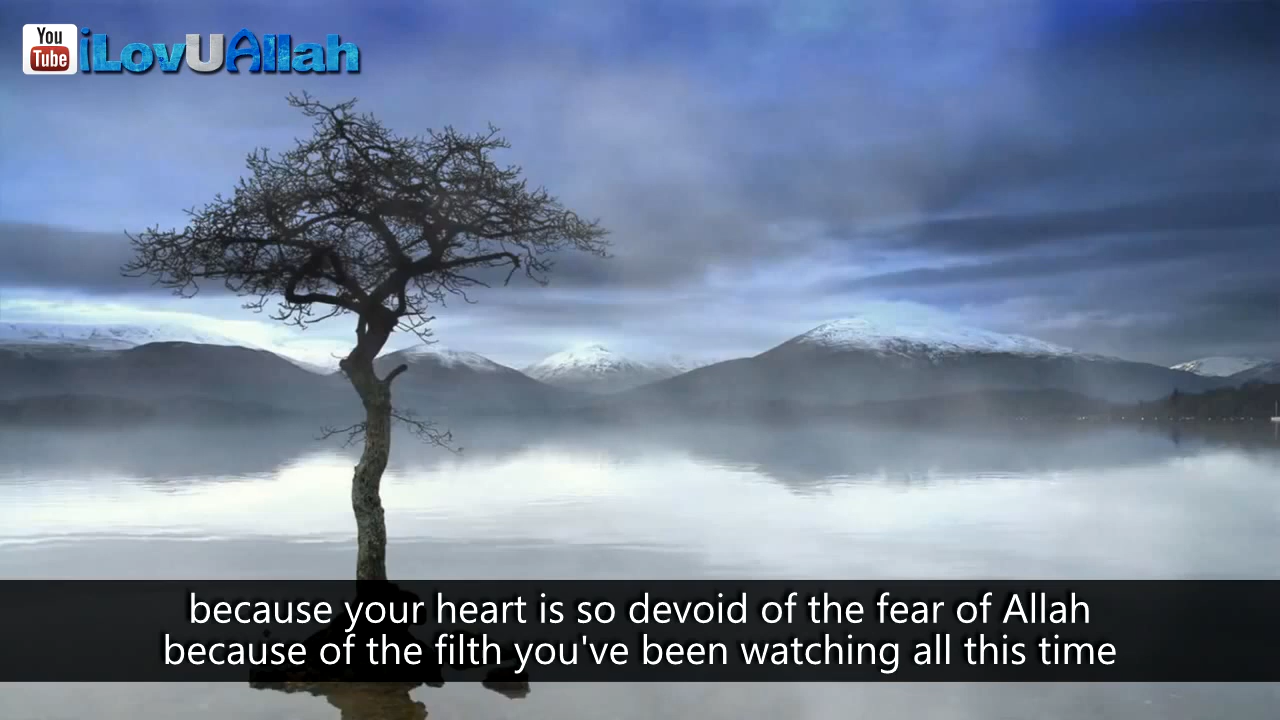 You
Tube
iLovUAllah
because your heart is so devoid of the fear of Allah
because of the filth you've been watching all this time